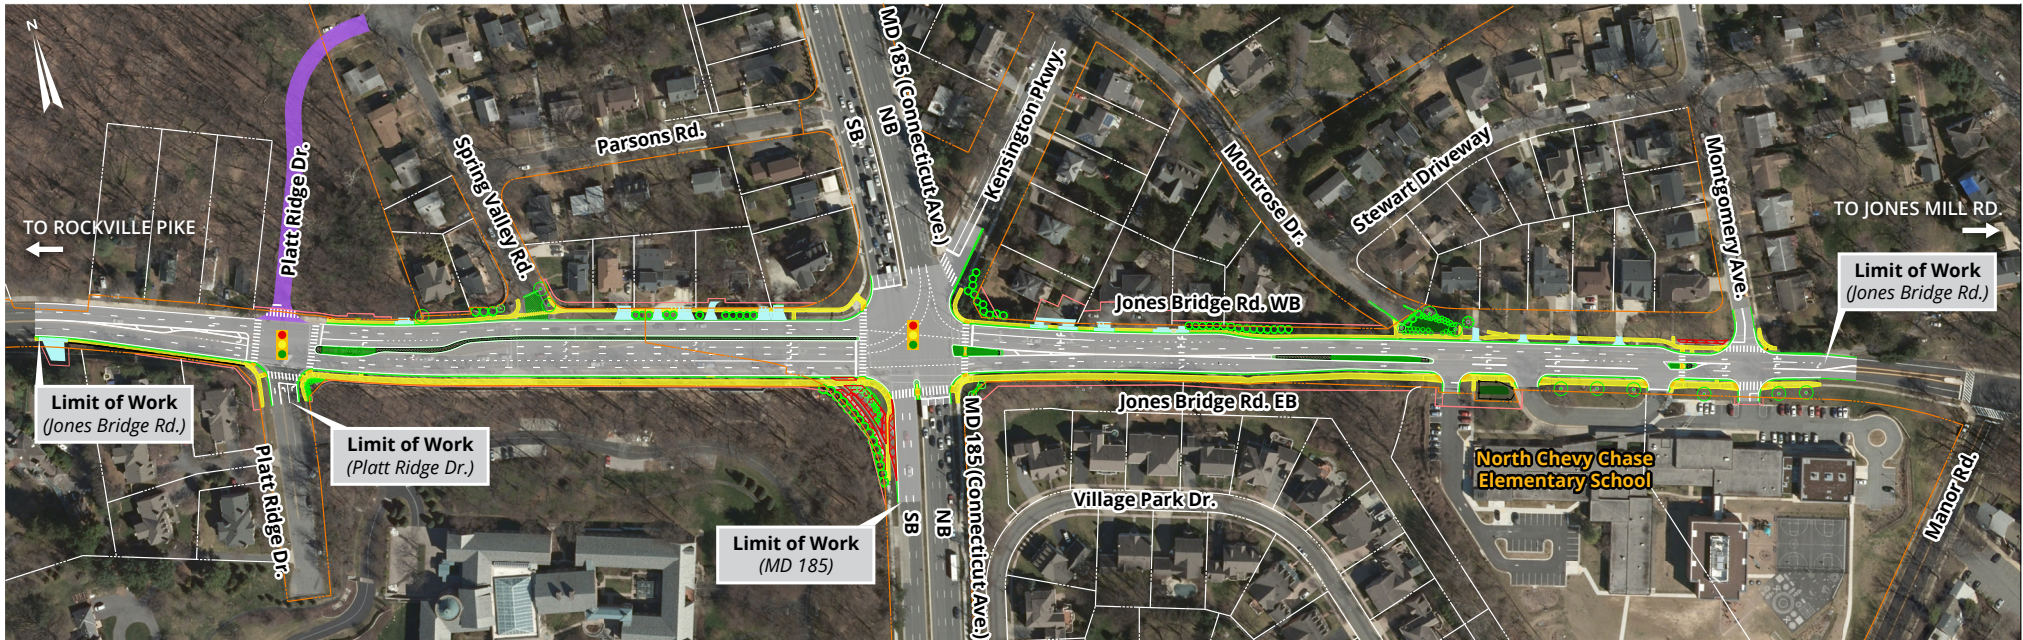 N
TO ROCKVILLE PIKE
Platt Ridge Dr.
Spring Valley Rd.
Parsons Rd.
SB
NB
MD 185 (Connecticut Ave.)
Kensington Pkwy.
Montrose Dr.
Stewart Driveway
Montgomery Ave.
TO JONES MILL RD.
Limit of Work
(Jones Bridge Rd.)
Jones Bridge Rd. WB
Limit of Work
(Jones Bridge Rd.)
Limit of Work
(Platt Ridge Dr.)
Platt Ridge Dr.
Jones Bridge Rd. EB
MD 185 (Connecticut Ave.)
North Chevy Chase
Elementary School
Manor Rd.
Village Park Dr.
SB
NB
Limit of Work
(MD 185)